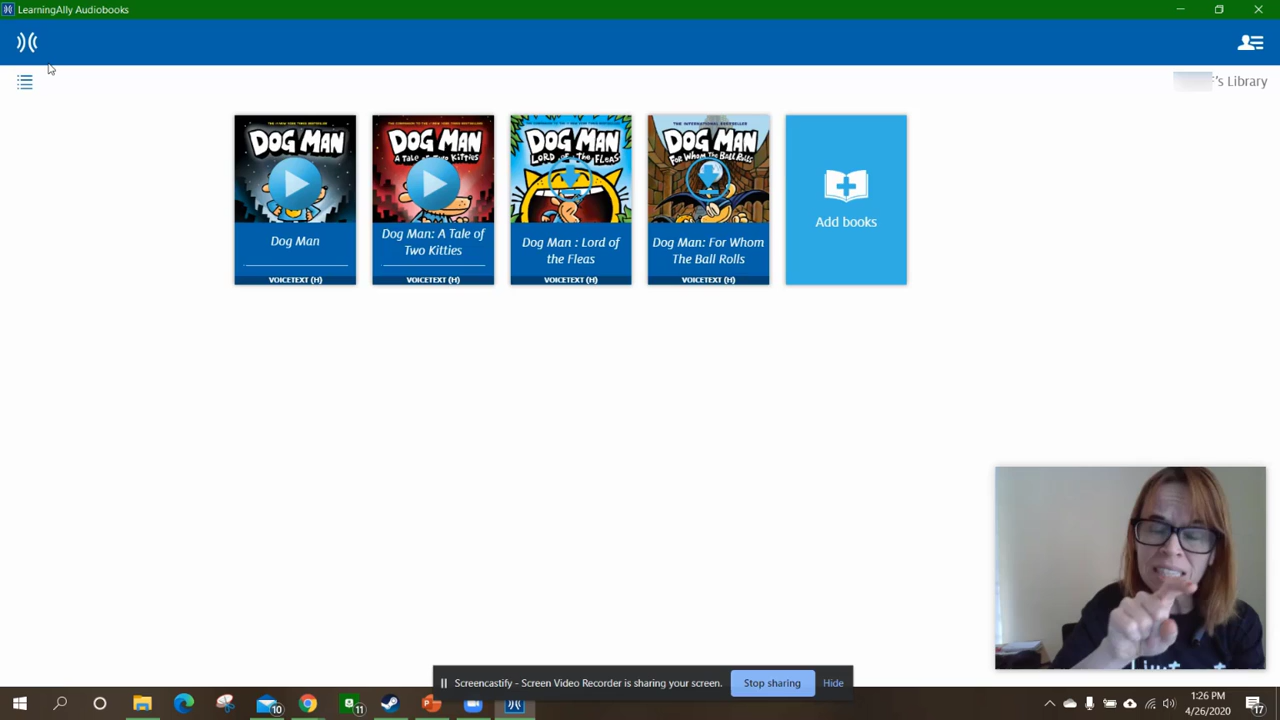 LearningAlly Audiobooks
's Library
DOG MAN
DOG MAN
A TALE OF TWO KITTIES
DOG MAN
LORD OF THE FLEAS
DOG MAN
FOR WHOM THE BALL ROLLS
Add books
Dog Man
Dog Man: A Tale of
Two Kitties
Dog Man : Lord of
the Fleas
Dog Man: For Whom
The Ball Rolls
VOICETEXT (H)
VOICETEXT (H)
VOICETEXT (H)
VOICETEXT (H)
Screencastify - Screen Video Recorder is sharing your screen.
Stop sharing
Hide
10
11
1:26 PM
4/26/2020
17